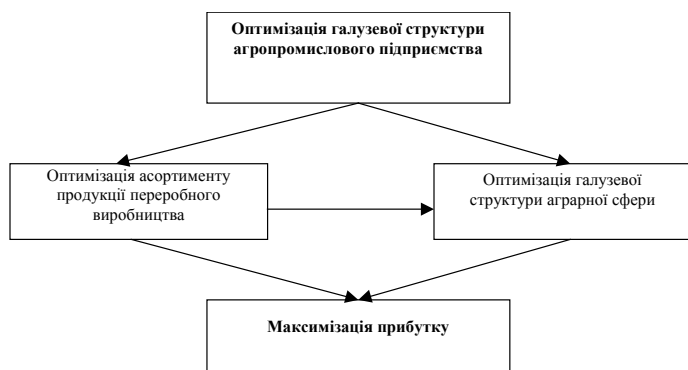 Оптимізація галузевої структури
агропромислового підприємства
Оптимізація асортименту
продукції переробного
виробництва
Оптимізація галузевої
структури аграрної сфери
Максимізація прибутку